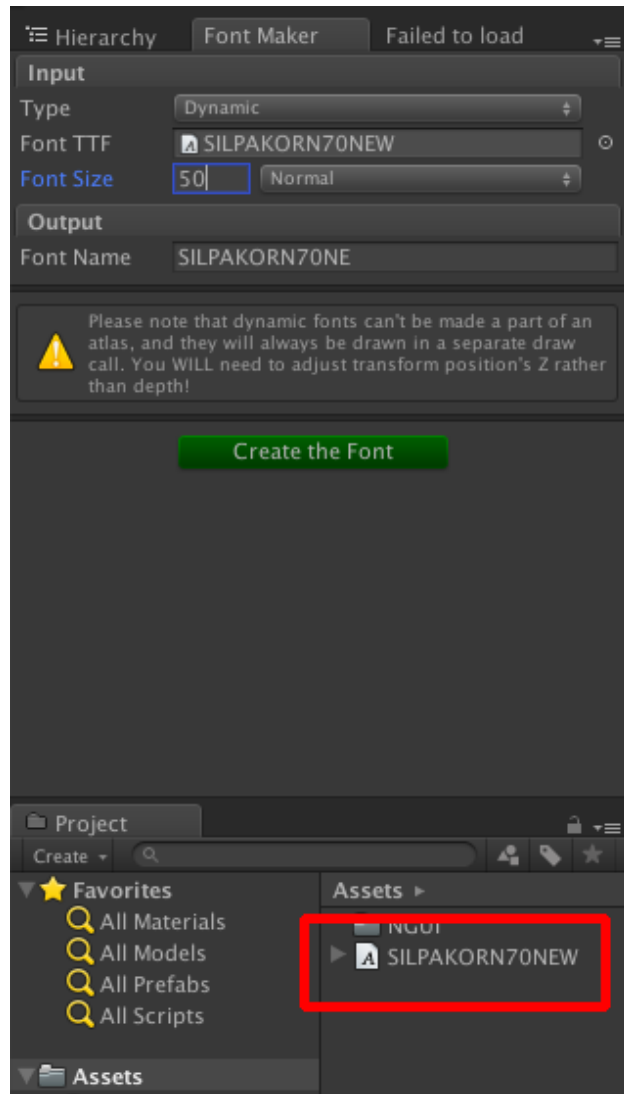 Hierarchy Font Maker Failed to load
Input
Type Dynamic
Font TTF SILPAKORN70NEW
Font Size 50 Normal
Output
Font Name SILPAKORN70NE
Please note that dynamic fonts can't be made a part of an
atlas, and they will always be drawn in a separate draw
call. You WILL need to adjust transform position's Z rather
than depth!
Create the Font
Project
Create
Favorites
All Materials
All Models
All Prefabs
All Scripts
Assets
Assets
NGUI
SILPAKORN70NEW